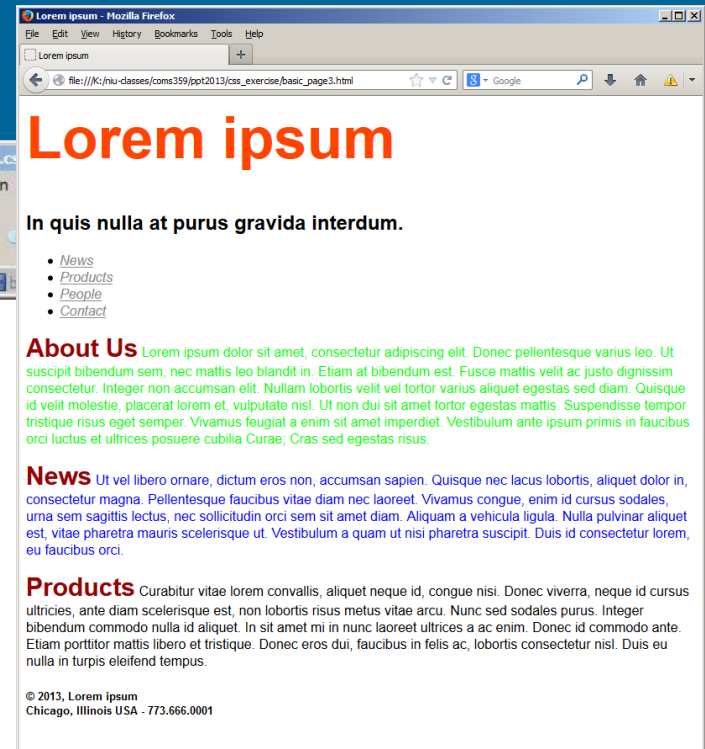 Lorem ipsum - Mozilla Firefox
File Edit View History Bookmarks Tools Help
Lorem ipsum +
file:///K:/niu-classes/coms359/ppt2013/css_exercise/basic_page3.html Google
Lorem ipsum
In quis nulla at purus gravida interdum.
• News
• Products
• People
• Contact
About Us Lorem ipsum dolor sit amet, consectetur adipiscing elit. Donec pellentesque varius leo. Ut
suscipit bibendum sem, nec mattis leo blandit in. Etiam at bibendum est. Fusce mattis velit ac justo dignissim
consectetur. Integer non accumsan elit. Nullam lobortis velit vel tortor varius aliquet egestas sed diam. Quisque
id velit molestie, placerat lorem et, vulputate nisl. Ut non dui sit amet tortor egestas mattis. Suspendisse tempor
tristique risus eget semper. Vivamus feugiat a enim sit amet imperdiet. Vestibulum ante ipsum primis in faucibus
orci luctus et ultrices posuere cubilia Curae; Cras sed egestas risus.
News Ut vel libero ornare, dictum eros non, accumsan sapien. Quisque nec lacus lobortis, aliquet dolor in,
consectetur magna. Pellentesque faucibus vitae diam nec laoreet. Vivamus congue, enim id cursus sodales,
urna sem sagittis lectus, nec sollicitudin orci sem sit amet diam. Aliquam a vehicula ligula. Nulla pulvinar aliquet
est, vitae pharetra mauris scelerisque ut. Vestibulum a quam ut nisi pharetra suscipit. Duis id consectetur lorem,
eu faucibus orci.
Products Curabitur vitae lorem convallis, aliquet neque id, congue nisi. Donec viverra, neque id cursus
ultricies, ante diam scelerisque est, non lobortis risus metus vitae arcu. Nunc sed sodales purus. Integer
bibendum commodo nulla id aliquet. In sit amet mi in nunc laoreet ultrices a ac enim. Donec id commodo ante.
Etiam porttitor mattis libero et tristique. Donec eros dui, faucibus in felis ac, lobortis consectetur nisl. Duis eu
nulla in turpis eleifend tempus.
© 2013, Lorem ipsum
Chicago, Illinois USA - 773.666.0001